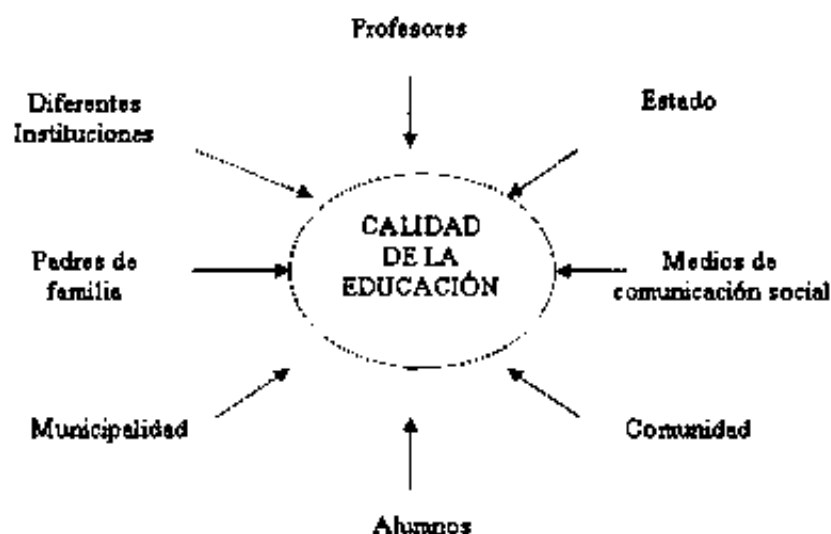 Profesores
Diferentes
Instituciones
Estado
CALIDAD
DE LA
EDUCACIÓN
Padres de
familia
Medios de
comunicación social
Municipalidad
Comunidad
Alumnos